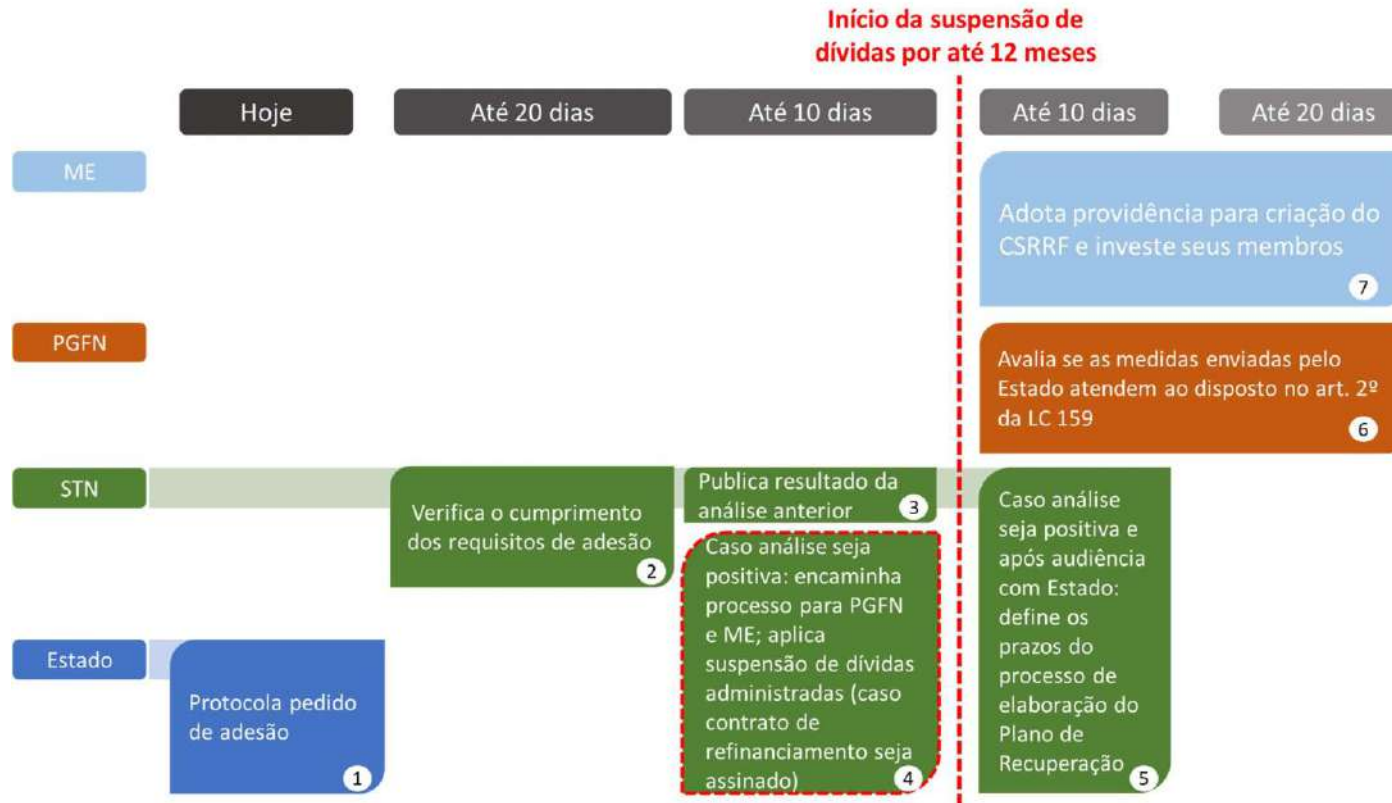 Início da suspensão de
dívidas por até 12 meses
Hoje
Até 20 dias
Até 10 dias
Até 10 dias
Até 20 dias
ME
Adota providência para criação do
CSRRF e investe seus membros
7
PGFN
Avalia se as medidas enviadas pelo
Estado atendem ao disposto no art. 2º
da LC 159
6
STN
Verifica o cumprimento
dos requisitos de adesão
2
Publica resultado da
análise anterior
3
Caso análise seja
positiva: encaminha
processo para PGFN
e ME; aplica
suspensão de dívidas
administradas (caso
contrato de
refinanciamento seja
assinado)
4
Caso análise
seja positiva e
após audiência
com Estado:
define os
prazos do
processo de
elaboração do
Plano de
Recuperação
5
Estado
Protocola pedido
de adesão
1